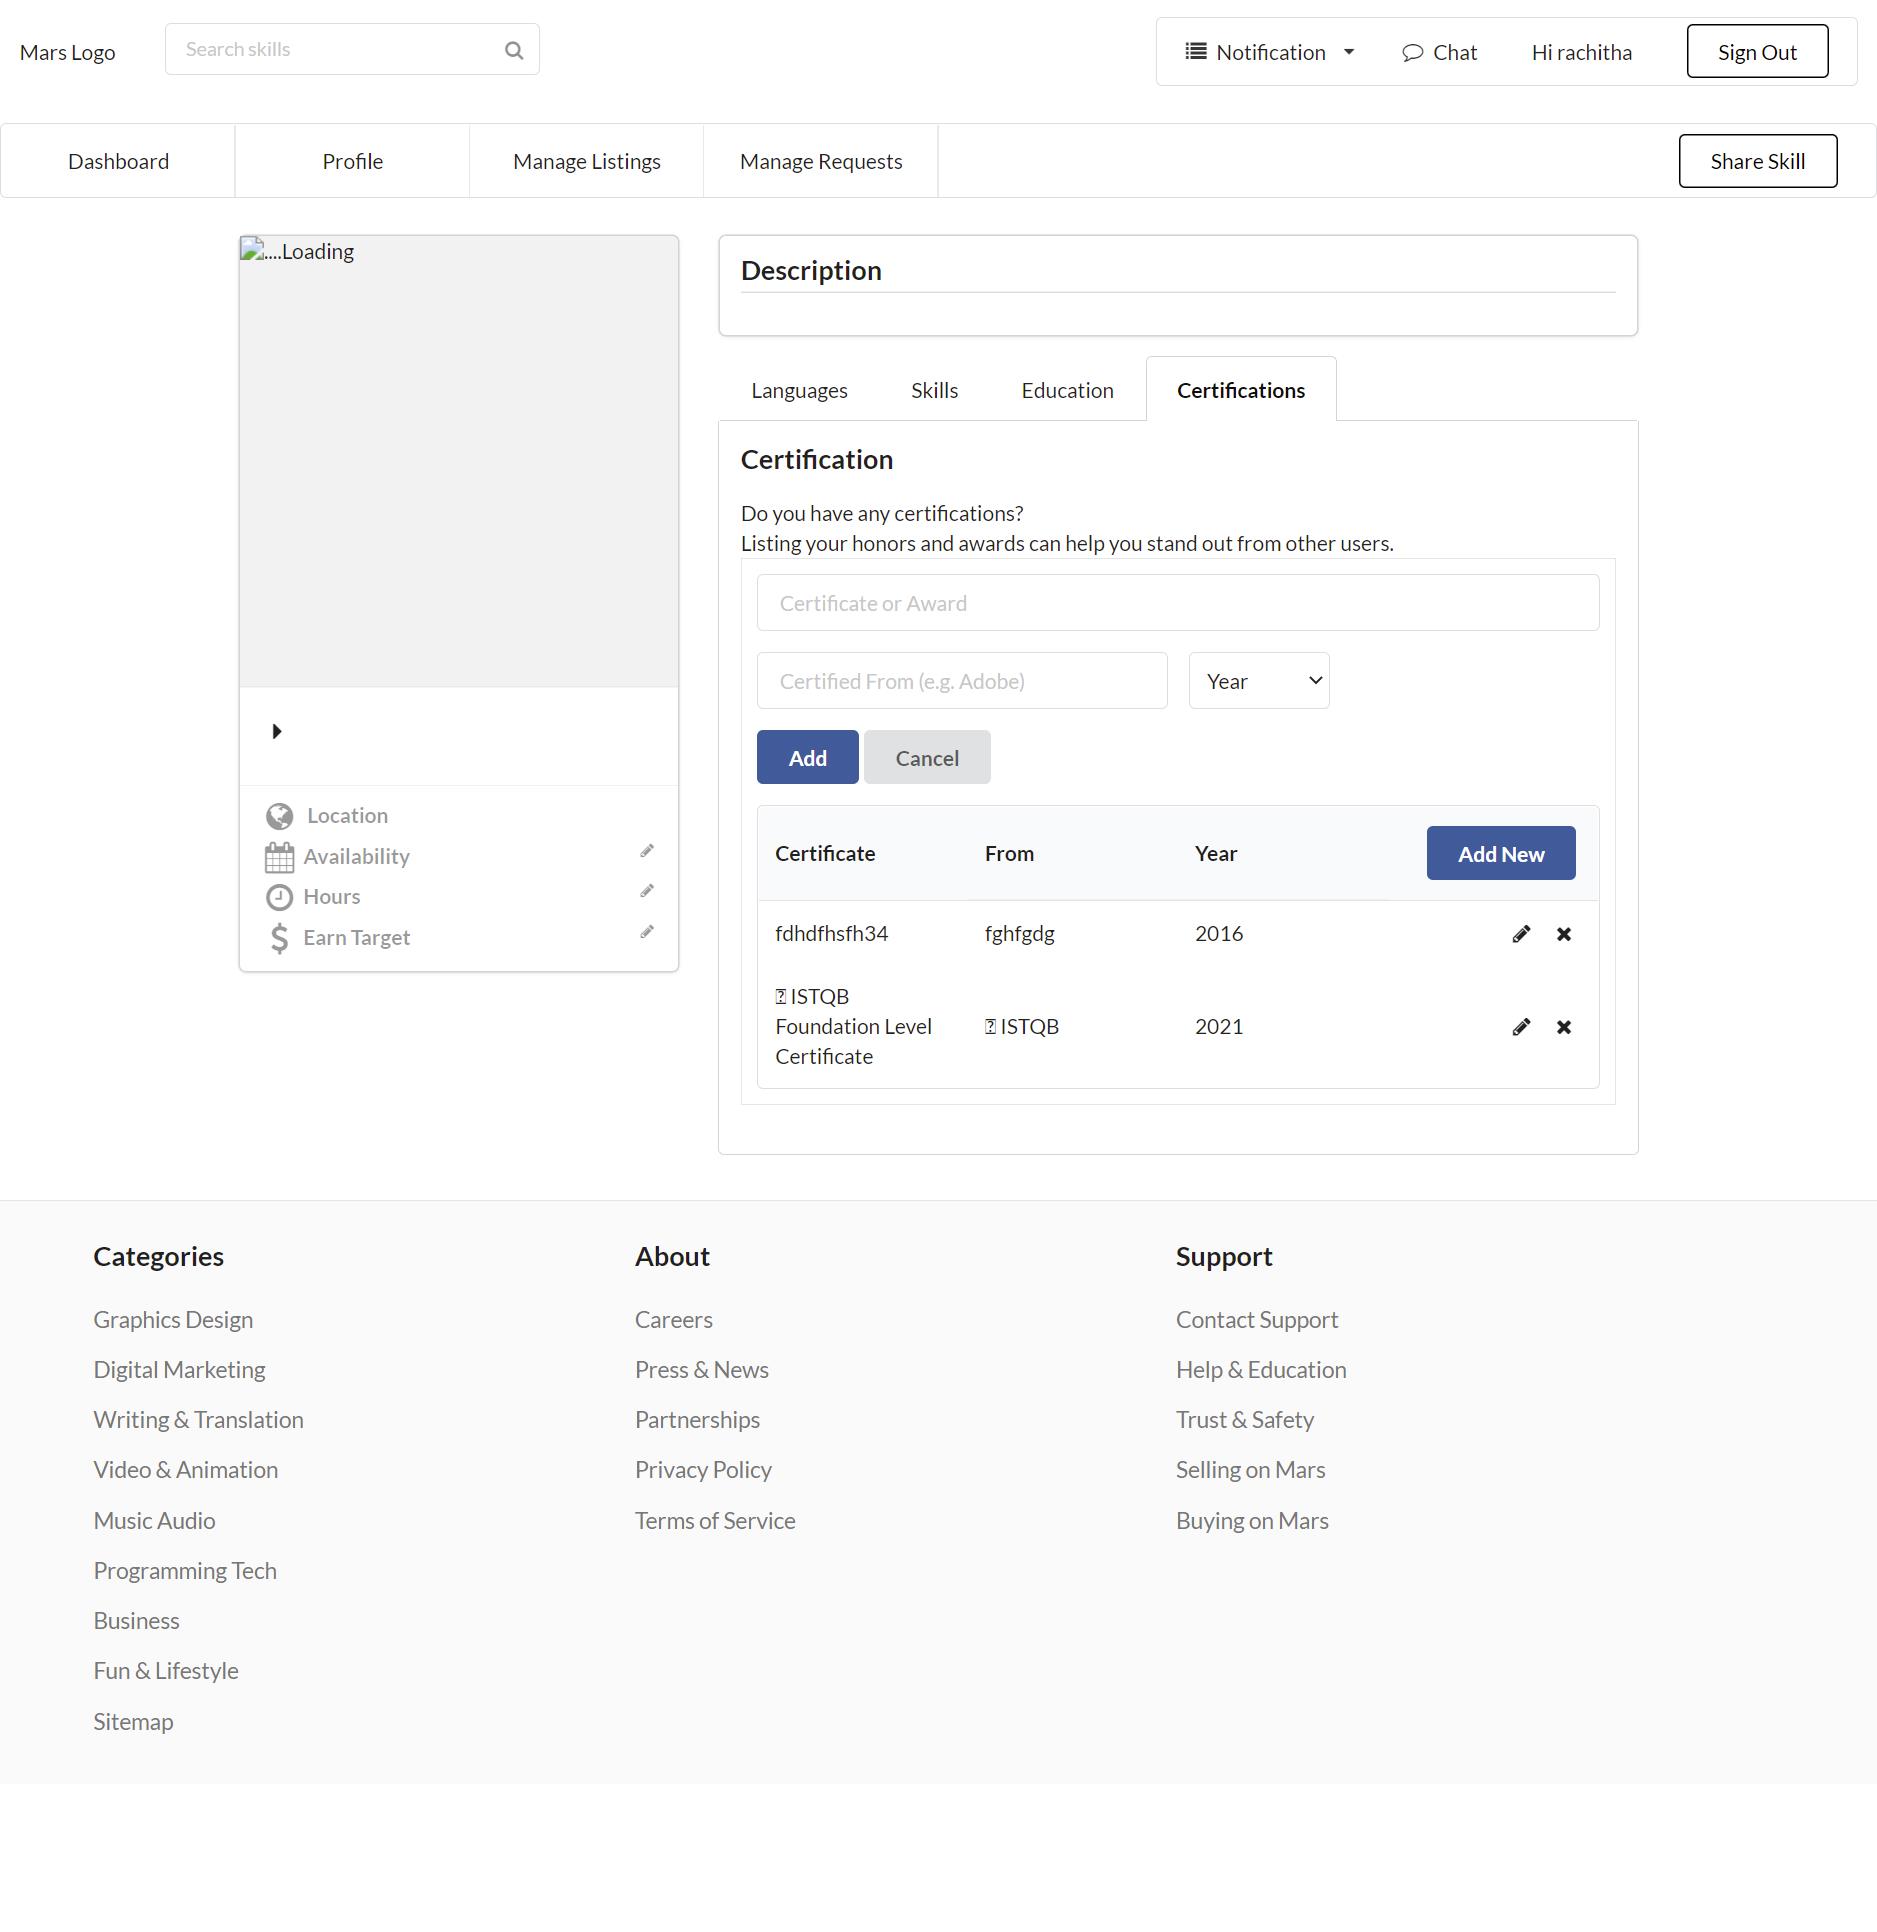 Mars Logo
Search skills
Notification
Chat
Hi rachitha
Sign Out
Dashboard
Profile
Manage Listings
Manage Requests
Share Skill
....Loading
Location
Availability
Hours
Earn Target
Description
Languages
Skills
Education
Certifications
Certification
Do you have any certifications?
Listing your honors and awards can help you stand out from other users.
Certificate or Award
Certified From (e.g. Adobe)
Year
Add
Cancel
Certificate
From
Year
Add New
fdhdfhsfh34
fghfgdg
2016
ISTQB
Foundation Level
Certificate
ISTQB
2021
Categories
Graphics Design
Digital Marketing
Writing & Translation
Video & Animation
Music Audio
Programming Tech
Business
Fun & Lifestyle
Sitemap
About
Careers
Press & News
Partnerships
Privacy Policy
Terms of Service
Support
Contact Support
Help & Education
Trust & Safety
Selling on Mars
Buying on Mars